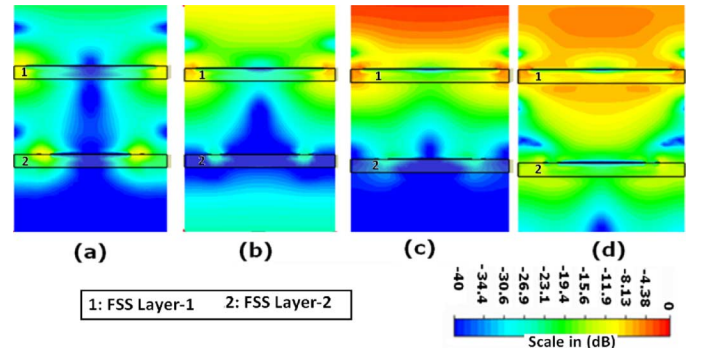 1
2
1
2
1
2
1
2
(a)
(b)
(c)
(d)
1: FSS Layer-1 2: FSS Layer-2
-40 -34.4 -30.6 -26.9 -23.1 -19.4 -15.6 -11.9 -8.13 -4.38 0
Scale in (dB)